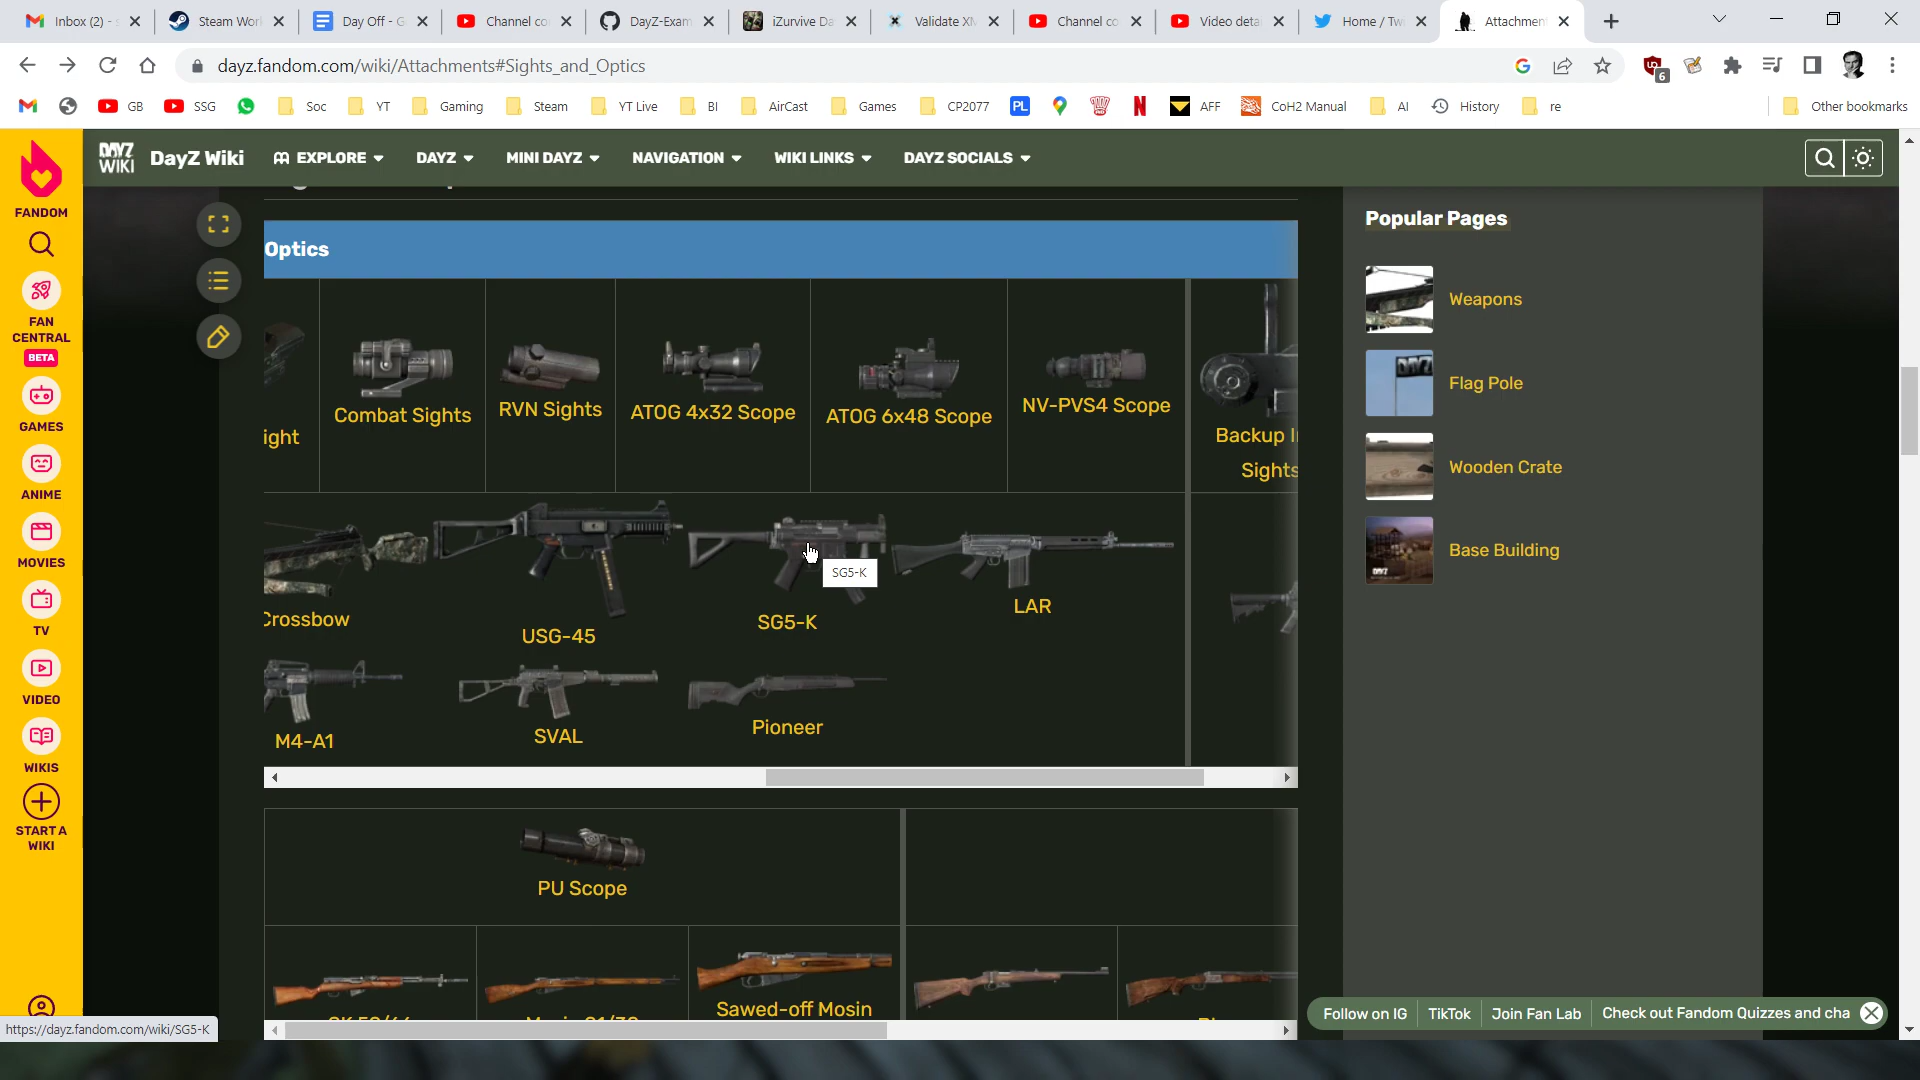 Inbox (2) - s
Steam Wor
Day Off - G
Channel co
DayZ-Exam
iZurvive Da
Validate XM
Channel co
Video deta
Home / Tw
Attachmen
dayz.fandom.com/wiki/Attachments#Sights_and_Optics
6
GB
SSG
Soc
YT
Gaming
Steam
YT Live
BI
AirCast
Games
CP2077
PL
AFF
CoH2 Manual
AI
History
re
Other bookmarks
DAYZ WIKI
DayZ Wiki
EXPLORE
DAYZ
MINI DAYZ
NAVIGATION
WIKI LINKS
DAYZ SOCIALS
FANDOM
FAN
CENTRAL
BETA
GAMES
ANIME
MOVIES
TV
VIDEO
WIKIS
START A
WIKI
Optics
ight
Combat Sights
RVN Sights
ATOG 4x32 Scope
ATOG 6x48 Scope
NV-PVS4 Scope
Backup I
Sights
Crossbow
USG-45
SG5-K
SG5-K
LAR
M4-A1
SVAL
Pioneer
PU Scope
Sawed-off Mosin
Popular Pages
Weapons
Flag Pole
Wooden Crate
Base Building
Follow on IG
TikTok
Join Fan Lab
Check out Fandom Quizzes and cha
https://dayz.fandom.com/wiki/SG5-K